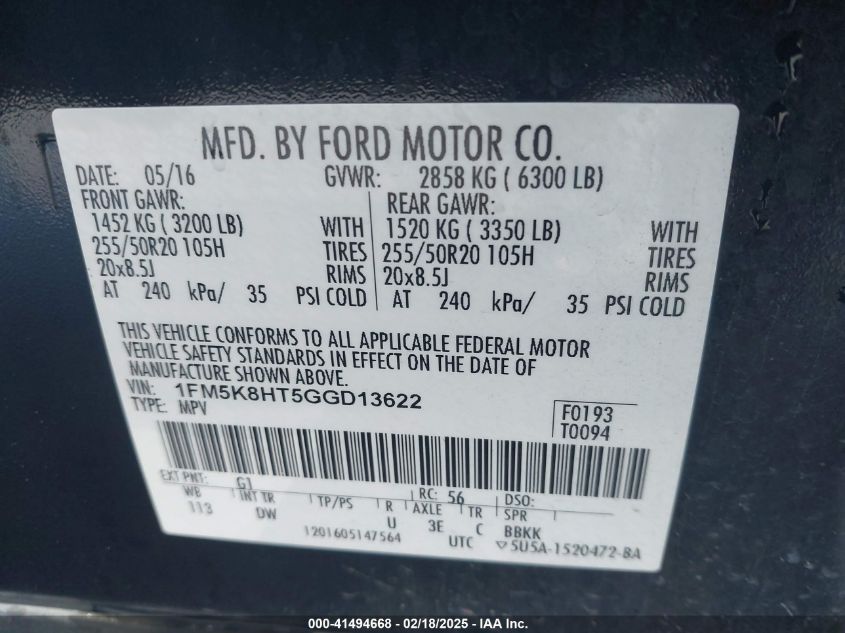 MFD. BY FORD MOTOR CO.
DATE: 05/16 GVWR: 2858 KG ( 6300 LB)
FRONT GAWR: REAR GAWR:
1452 KG ( 3200 LB) WITH 1520 KG ( 3350 LB) WITH
255/50R20 105H TIRES 255/50R20 105H TIRES
20x8.5J RIMS 20x8.5J RIMS
AT 240 kPa/ 35 PSI COLD AT 240 kPa/ 35 PSI COLD
THIS VEHICLE CONFORMS TO ALL APPLICABLE FEDERAL MOTOR
VEHICLE SAFETY STANDARDS IN EFFECT ON THE DATE OF
MANUFACTURE SHOWN ABOVE.
VIN: 1FM5K8HT5GGD13622
TYPE: MPV
F0193
T0094
EXT PNT: G1 RC: 56 DSO:
WB INT TR TP/PS R AXLE TR SPR
113 DW U 3E C BBKK
1201605147564 UTC ▽5U5A-1520472-BA
000-41494668 - 02/18/2025 - IAA Inc.